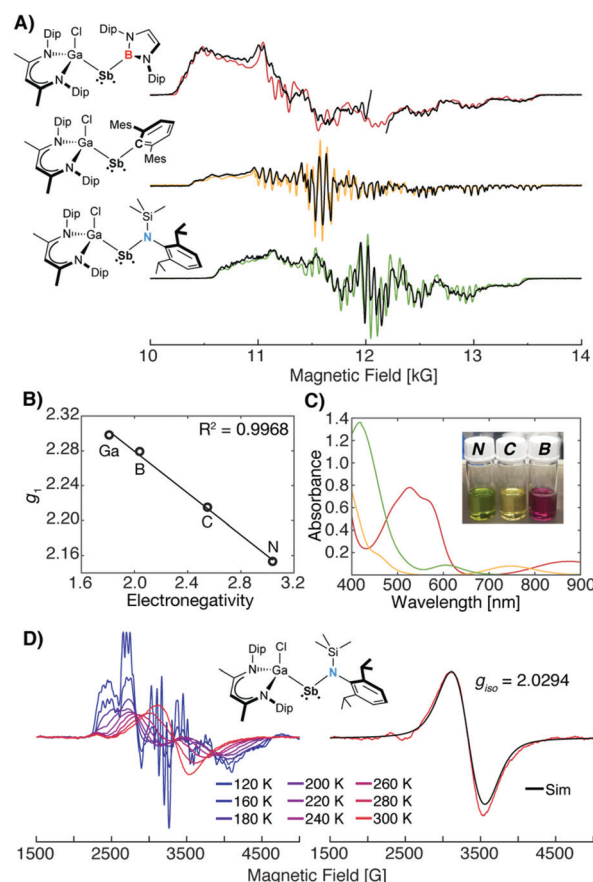 A)
Cl
Dip
Dip
N
Ga
B
N
N
Sb
N
Dip
Dip
Cl
Dip
Mes
N
Ga
C
N
Sb
Mes
Dip
Dip
Cl
Si
N
Ga
N
N
Sb
Dip
10 11 12 13 14
Magnetic Field [kG]
B)
2.32
2.28
2.24
2.20
2.16
g1
R² = 0.9968
Ga
B
C
N
1.6 2.0 2.4 2.8 3.2
Electronegativity
C)
1.4
1.2
1.0
0.8
0.6
0.4
0.2
0
Absorbance
N C B
400 500 600 700 800 900
Wavelength [nm]
D)
Dip
Cl
Si
N
Ga
N
N
Sb
Dip
giso = 2.0294
120 K 200 K 260 K
160 K 220 K 280 K
180 K 240 K 300 K
Sim
1500 2500 3500 4500
Magnetic Field [G]
1500 2500 3500 4500
Magnetic Field [G]